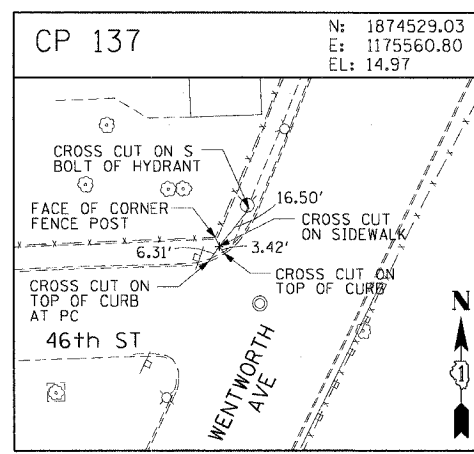 CP 137
N: 1874529.03
E: 1175560.80
EL: 14.97
CROSS CUT ON S
BOLT OF HYDRANT
16.50'
FACE OF CORNER
FENCE POST
CROSS CUT
ON SIDEWALK
6.31'
3.42'
CROSS CUT ON
TOP OF CURB
AT PC
CROSS CUT ON
TOP OF CURB
46th ST
WENTWORTH
AVE
N
1